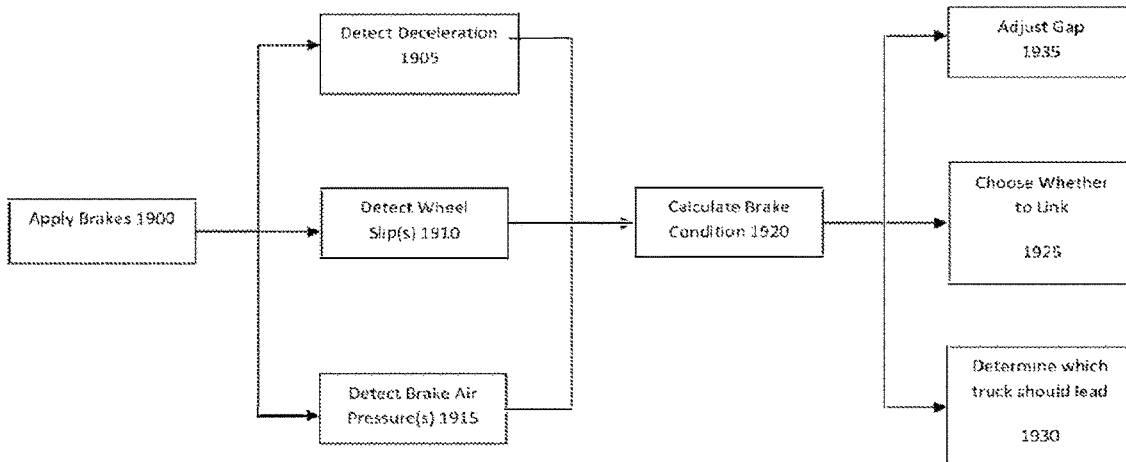 Apply Brakes 1900
Detect Deceleration
1905
Detect Wheel
Slip(s) 1910
Detect Brake Air
Pressure(s) 1915
Calculate Brake
Condition 1920
Adjust Gap
1935
Choose Whether
to Link
1925
Determine which
truck should lead
1930